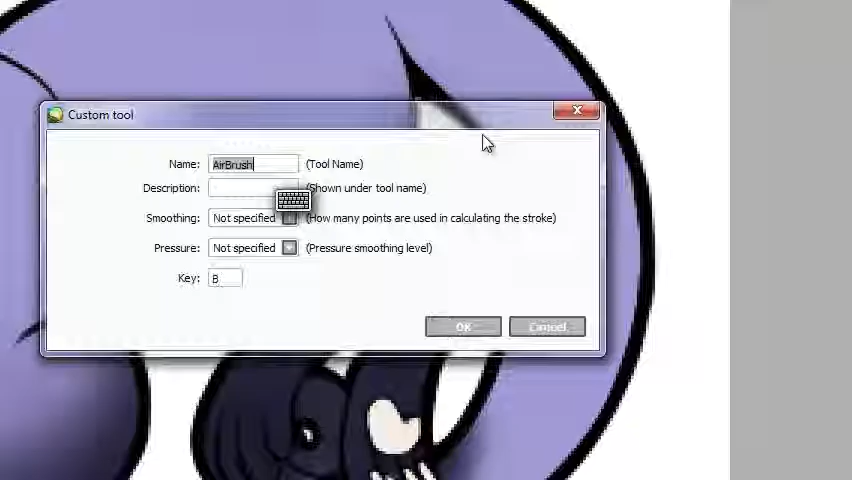 Custom tool
Name: AirBrush (Tool Name)
Description: (Shown under tool name)
Smoothing: Not specified (How many points are used in calculating the stroke)
Pressure: Not specified (Pressure smoothing level)
Key: B
OK Cancel